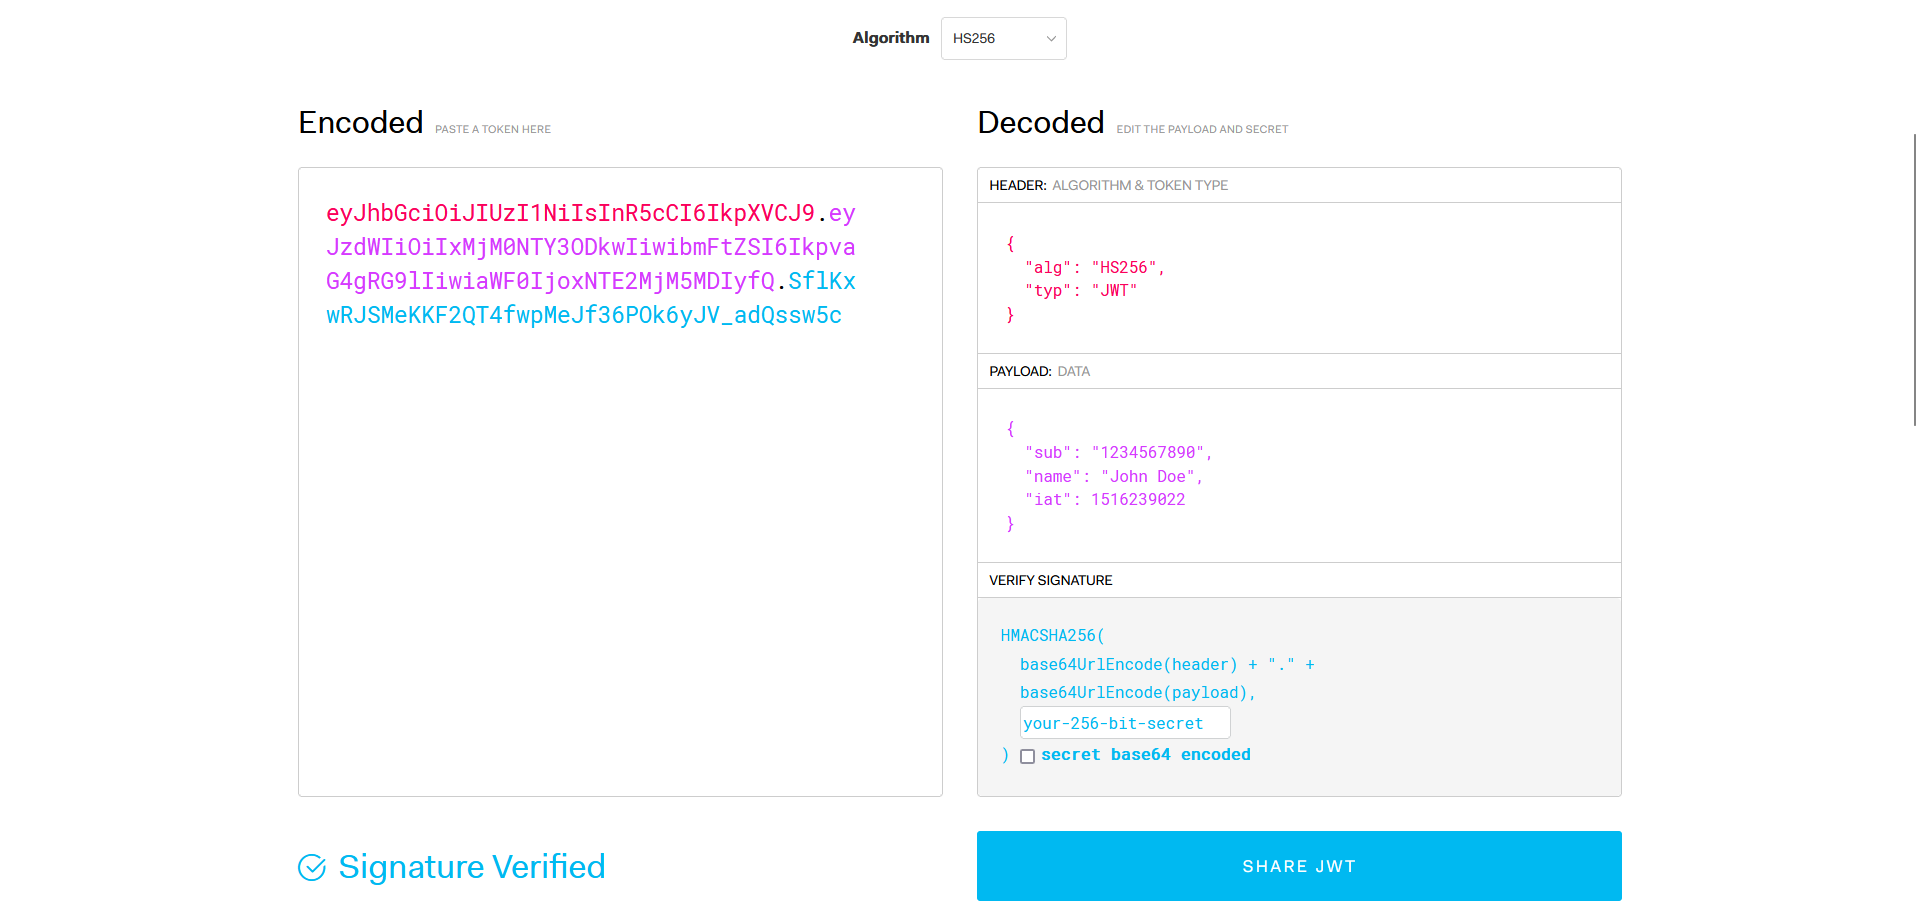 Algorithm HS256
Encoded PASTE A TOKEN HERE
eyJhbGciOiJIUzI1NiIsInR5cCI6IkpXVCJ9.ey
JzdWIiOiIxMjM0NTY3ODkwIiwibmFtZSI6Ikpva
G4gRG9lIiwiaWF0IjoxNTE2MjM5MDIyfQ.SflKx
wRJSMeKKF2QT4fwpMeJf36POk6yJV_adQssw5c
Signature Verified
Decoded EDIT THE PAYLOAD AND SECRET
HEADER: ALGORITHM & TOKEN TYPE
{
  "alg": "HS256",
  "typ": "JWT"
}
PAYLOAD: DATA
{
  "sub": "1234567890",
  "name": "John Doe",
  "iat": 1516239022
}
VERIFY SIGNATURE
HMACSHA256(
  base64UrlEncode(header) + "." +
  base64UrlEncode(payload),
  your-256-bit-secret
) secret base64 encoded
SHARE JWT